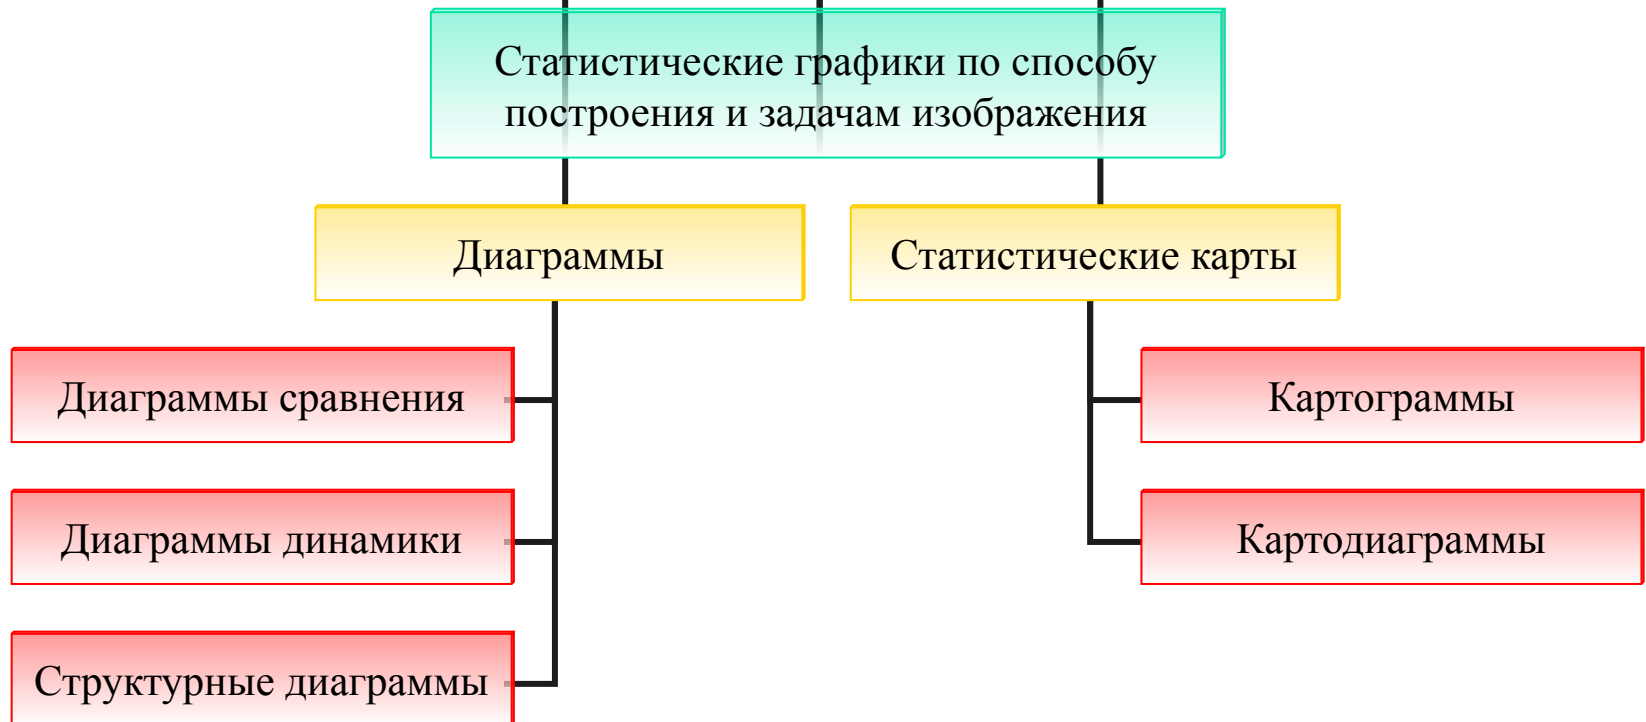 Статистические графики по способу
построения и задачам изображения
Диаграммы
Статистические карты
Диаграммы сравнения
Картограммы
Диаграммы динамики
Картодиаграммы
Структурные диаграммы